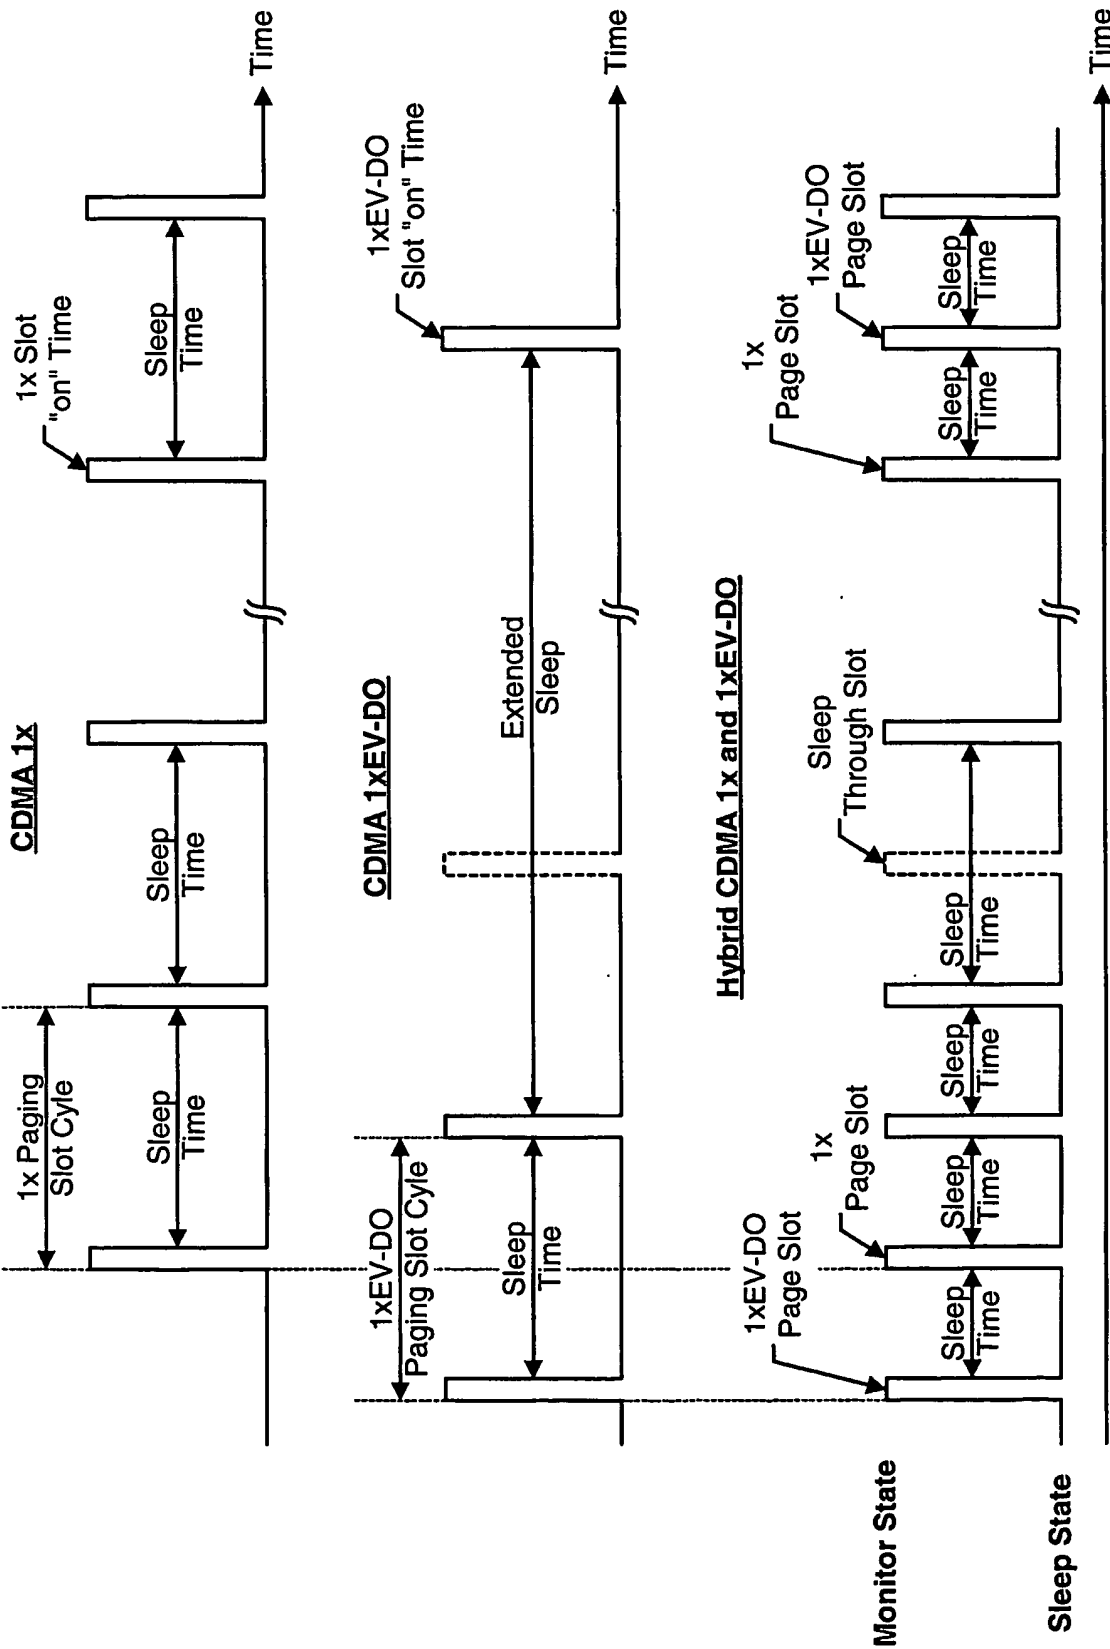 CDMA 1x
1x Paging
Slot Cyle
Sleep
Time
Sleep
Time
1x Slot
"on" Time
Sleep
Time
Time
CDMA 1xEV-DO
1xEV-DO
Paging Slot Cyle
Sleep
Time
Extended
Sleep
1xEV-DO
Slot "on" Time
Time
Hybrid CDMA 1x and 1xEV-DO
Monitor State
Sleep State
1xEV-DO
Page Slot
Sleep
Time
1x
Page Slot
Sleep
Time
Sleep
Time
Sleep
Time
Sleep
Through Slot
1x
Page Slot
Sleep
Time
1xEV-DO
Page Slot
Sleep
Time
Time